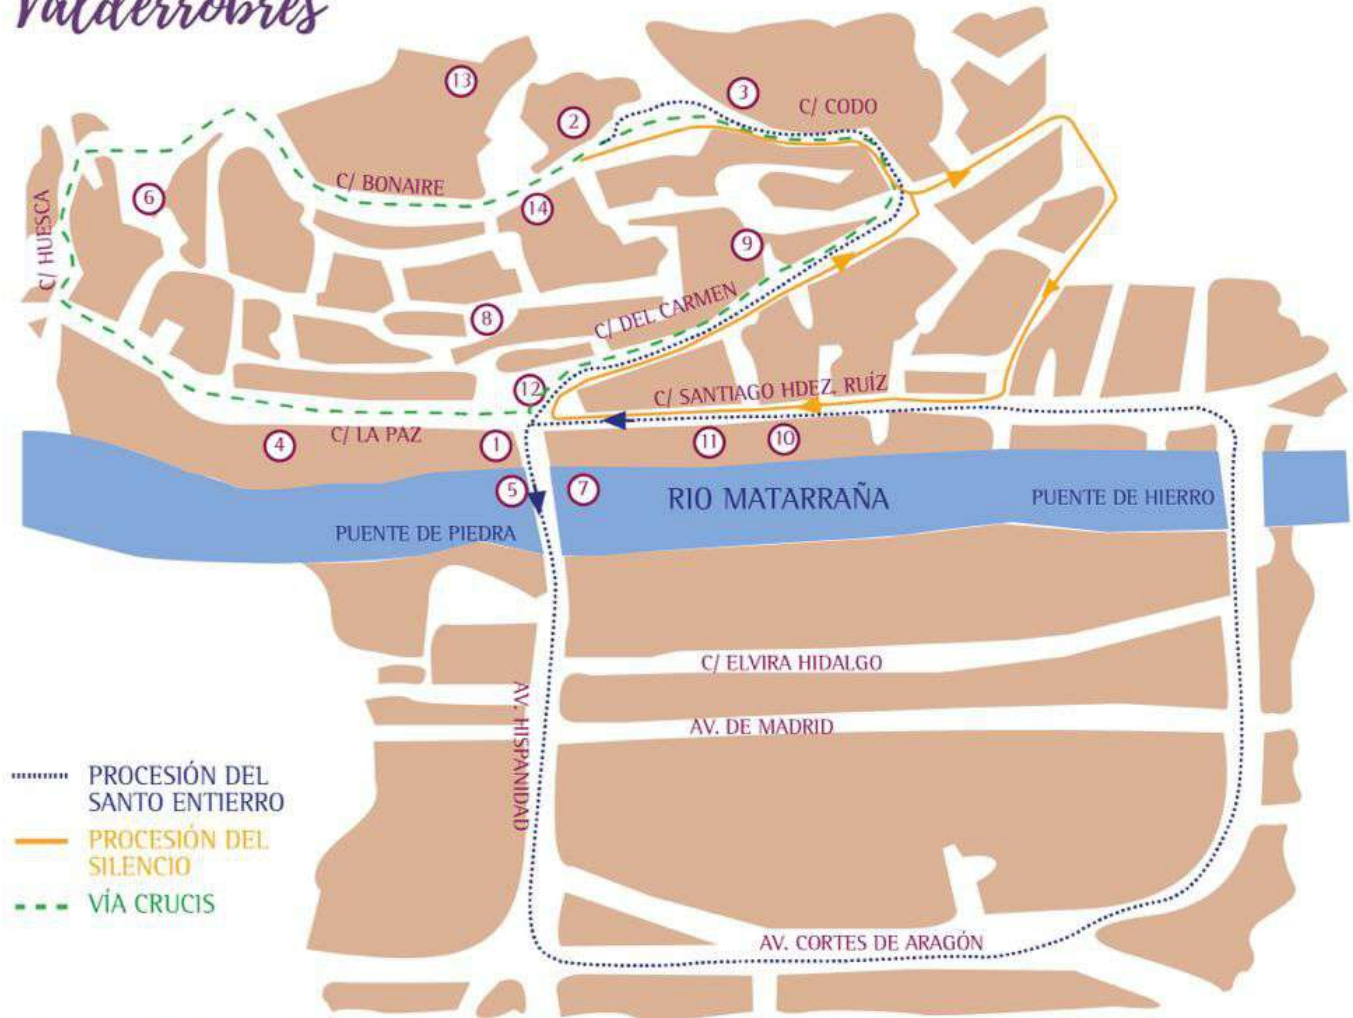 Valderrobres
13
3
C/ CODO
2
C/ BONAIRE
6
14
C/ HUESCA
9
8
C/ DEL CARMEN
12
C/ SANTIAGO HDEZ. RUÍZ
4
C/ LA PAZ
1
11
10
5
7
RIO MATARRAÑA
PUENTE DE HIERRO
PUENTE DE PIEDRA
C/ ELVIRA HIDALGO
AV. HISPANIDAD
AV. DE MADRID
PROCESIÓN DEL
SANTO ENTIERRO
PROCESIÓN DEL
SILENCIO
VÍA CRUCIS
AV. CORTES DE ARAGÓN